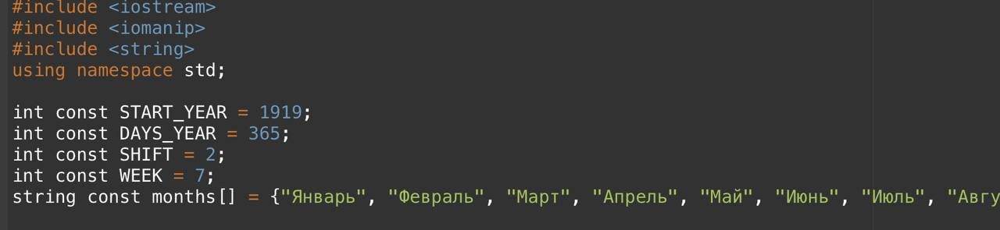 #include <iostream>
#include <iomanip>
#include <string>
using namespace std;
int const START_YEAR = 1919;
int const DAYS_YEAR = 365;
int const SHIFT = 2;
int const WEEK = 7;
string const months[] = {"Январь", "Февраль", "Март", "Апрель", "Май", "Июнь", "Июль", "Авгу